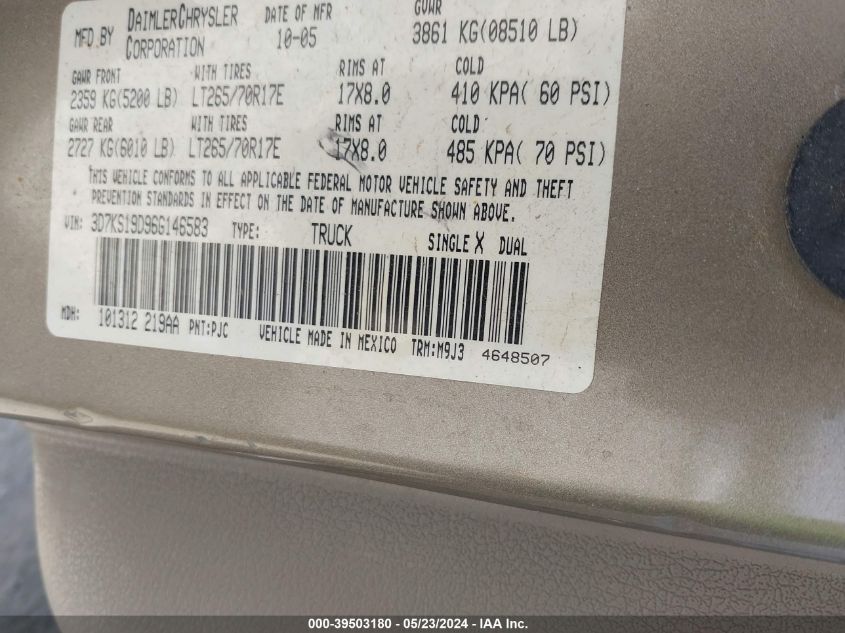 MFD BY DAIMLERCHRYSLER CORPORATION DATE OF MFR 10-05 GVWR 3861 KG(08510 LB)
GAWR FRONT WITH TIRES RIMS AT COLD
2359 KG(5200 LB) LT265/70R17E 17X8.0 410 KPA( 60 PSI)
GAWR REAR WITH TIRES RIMS AT COLD
2727 KG(6010 LB) LT265/70R17E 17X8.0 485 KPA( 70 PSI)
THIS VEHICLE CONFORMS TO ALL APPLICABLE FEDERAL MOTOR VEHICLE SAFETY AND THEFT
PREVENTION STANDARDS IN EFFECT ON THE DATE OF MANUFACTURE SHOWN ABOVE.
VIN: 3D7KS19D96G146583 TYPE: TRUCK SINGLE X DUAL
MDH: 101312 219AA PNT:PJC VEHICLE MADE IN MEXICO TRM:M9J3 4648507
000-39503180 - 05/23/2024 - IAA Inc.